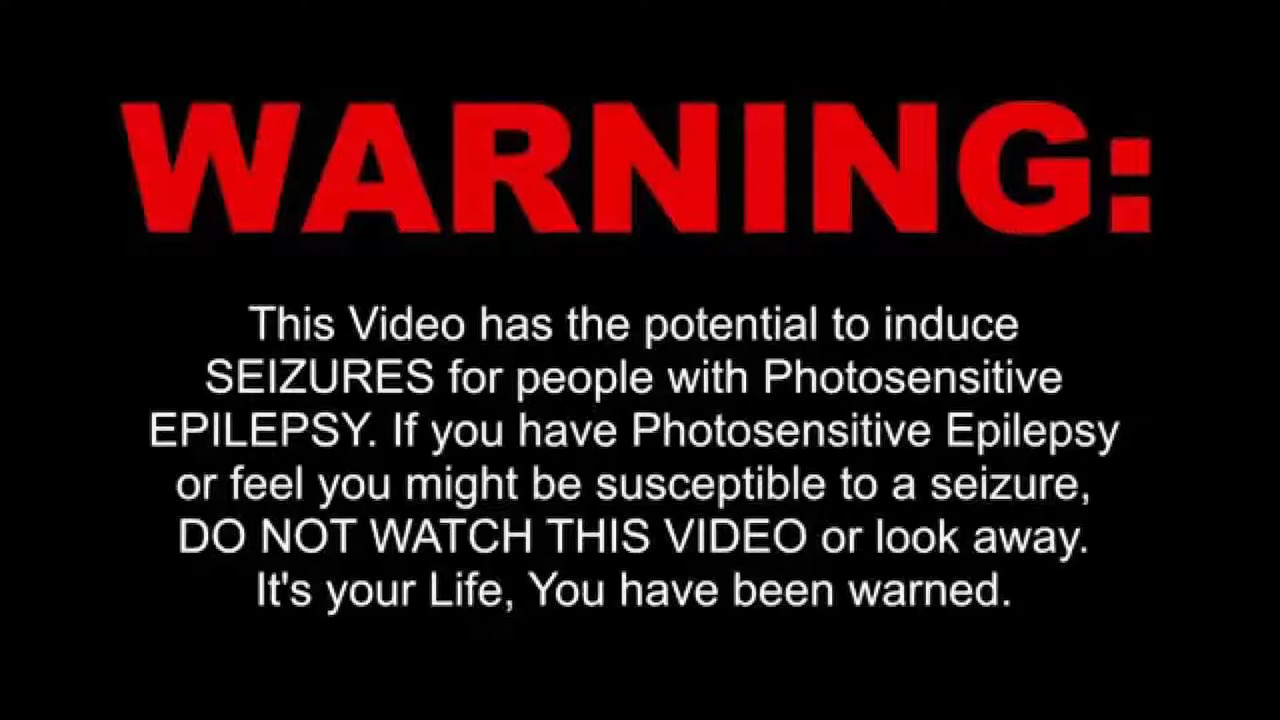 WARNING:
This Video has the potential to induce
SEIZURES for people with Photosensitive
EPILEPSY. If you have Photosensitive Epilepsy
or feel you might be susceptible to a seizure,
DO NOT WATCH THIS VIDEO or look away.
It's your Life, You have been warned.